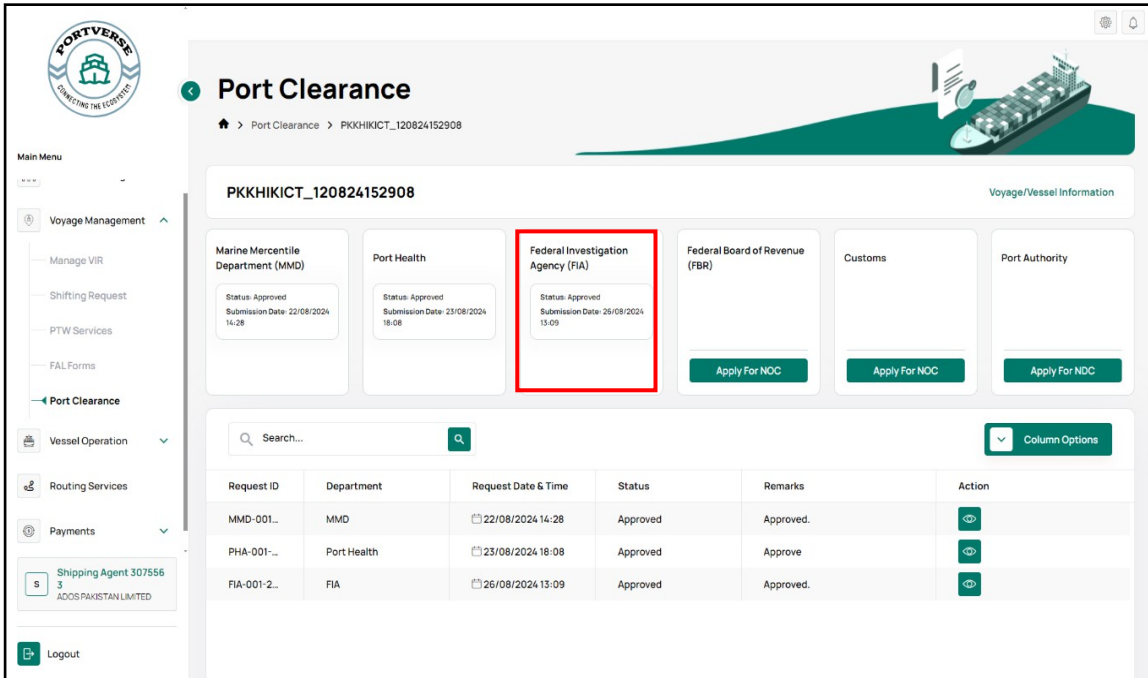 PORTVERSE
CONNECTING THE ECOSYSTEM
Main Menu
Voyage Management
Manage VIR
Shifting Request
PTW Services
FAL Forms
Port Clearance
Vessel Operation
Routing Services
Payments
S
Shipping Agent 307556
3
ADOS PAKISTAN LIMITED
Logout
Port Clearance
> Port Clearance > PKKHIKICT_120824152908
PKKHIKICT_120824152908
Voyage/Vessel Information
Marine Mercentile
Department (MMD)
Status: Approved
Submission Date: 22/08/2024
14:28
Port Health
Status: Approved
Submission Date: 23/08/2024
18:08
Federal Investigation
Agency (FIA)
Status: Approved
Submission Date: 26/08/2024
13:09
Federal Board of Revenue
(FBR)
Apply For NOC
Customs
Apply For NOC
Port Authority
Apply For NDC
Search...
Column Options
Request ID Department Request Date & Time Status Remarks Action
MMD-001... MMD 22/08/2024 14:28 Approved Approved.
PHA-001-... Port Health 23/08/2024 18:08 Approved Approve
FIA-001-2... FIA 26/08/2024 13:09 Approved Approved.